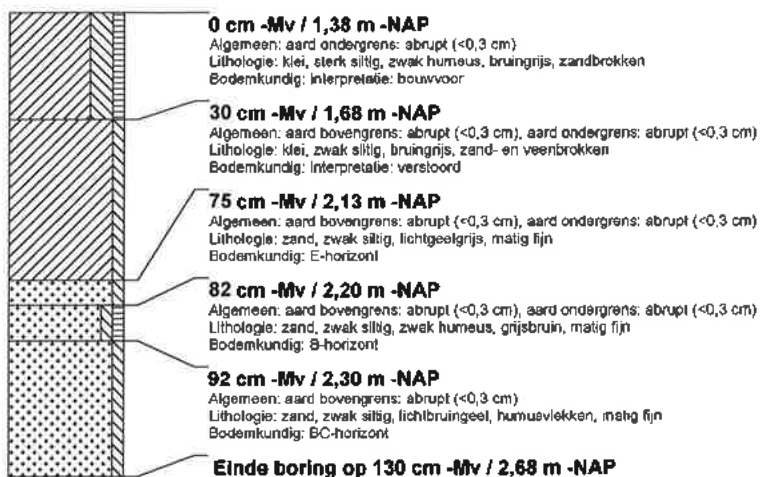 0 cm -Mv / 1,38 m -NAP
Algemeen: aard ondergrens: abrupt (<0,3 cm)
Lithologie: klei, sterk siltig, zwak humeus, bruingrijs, zandbrokken
Bodemkundig: interpretatie: bouwvoor
30 cm -Mv / 1,68 m -NAP
Algemeen: aard bovengrens: abrupt (<0,3 cm), aard ondergrens: abrupt (<0,3 cm)
Lithologie: klei, zwak siltig, bruingrijs, zand- en veenbrokken
Bodemkundig: interpretatie: verstoord
75 cm -Mv / 2,13 m -NAP
Algemeen: aard bovengrens: abrupt (<0,3 cm), aard ondergrens: abrupt (<0,3 cm)
Lithologie: zand, zwak siltig, lichtgeelgrijs, matig fijn
Bodemkundig: E-horizont
82 cm -Mv / 2,20 m -NAP
Algemeen: aard bovengrens: abrupt (<0,3 cm), aard ondergrens: abrupt (<0,3 cm)
Lithologie: zand, zwak siltig, zwak humeus, grijsbruin, matig fijn
Bodemkundig: B-horizont
92 cm -Mv / 2,30 m -NAP
Algemeen: aard bovengrens: abrupt (<0,3 cm)
Lithologie: zand, zwak siltig, lichtbruingeel, humusvlekken, matig fijn
Bodemkundig: BC-horizont
Einde boring op 130 cm -Mv / 2,68 m -NAP